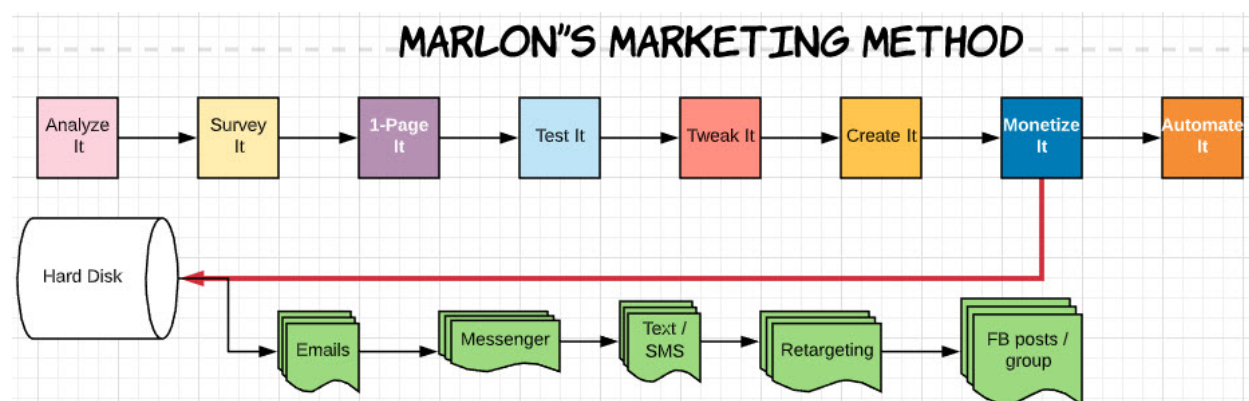 MARLON"S MARKETING METHOD
Analyze
It
Survey
It
1-Page
It
Test It
Tweak It
Create It
Monetize
It
Automate
It
Hard Disk
Emails
Messenger
Text /
SMS
Retargeting
FB posts /
group